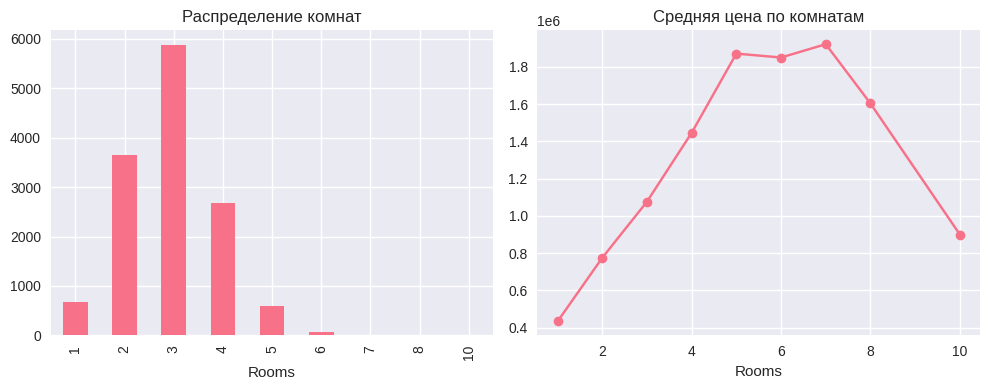 Распределение комнат
6000
5000
4000
3000
2000
1000
0
1 2 3 4 5 6 7 8 10
Rooms
Средняя цена по комнатам
1e6
1.8
1.6
1.4
1.2
1.0
0.8
0.6
0.4
2 4 6 8 10
Rooms